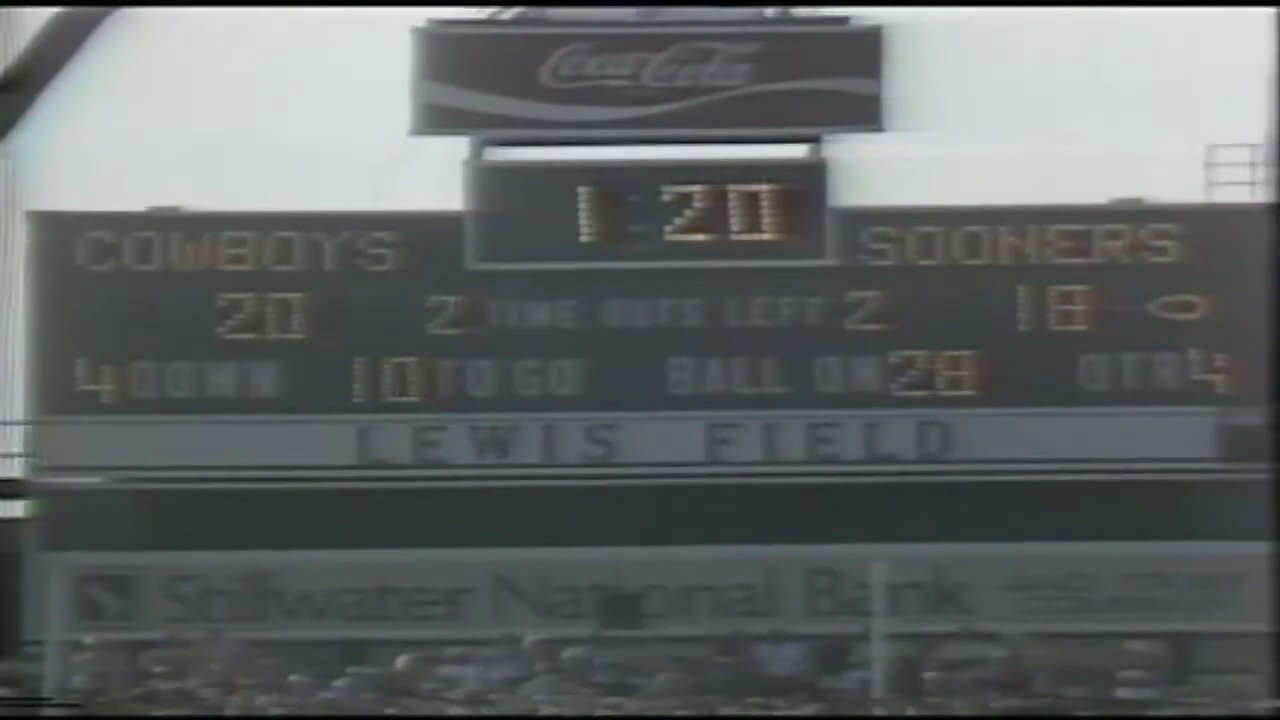 Coca-Cola
1:20
COWBOYS SOONERS
20 2 TIME OUTS LEFT 2 18
4 DOWN 10 TO GO BALL ON 28 QTR 4
LEWIS FIELD
Stillwater National Bank